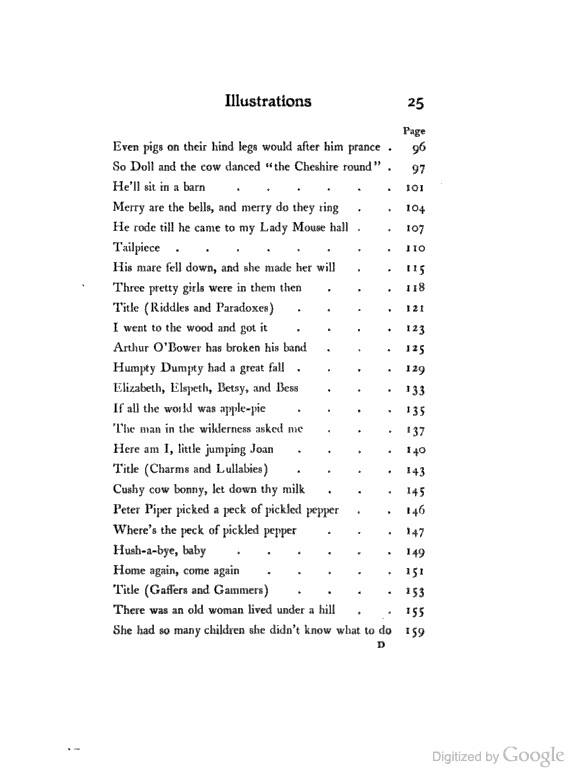 Illustrations 25
Page
Even pigs on their hind legs would after him prance . 96
So Doll and the cow danced "the Cheshire round" . 97
He'll sit in a barn . . . . . . 101
Merry are the bells, and merry do they ring . . 104
He rode till he came to my Lady Mouse hall . . 107
Tailpiece . . . . . . . . 110
His mare fell down, and she made her will . . 115
Three pretty girls were in them then . . . 118
Title (Riddles and Paradoxes) . . . . 121
I went to the wood and got it . . . . 123
Arthur O'Bower has broken his band . . . 125
Humpty Dumpty had a great fall . . . . 129
Elizabeth, Elspeth, Betsy, and Bess . . . 133
If all the world was apple-pie . . . . 135
The man in the wilderness asked me . . . 137
Here am I, little jumping Joan . . . . 140
Title (Charms and Lullabies) . . . . 143
Cushy cow bonny, let down thy milk . . . 145
Peter Piper picked a peck of pickled pepper . . 146
Where's the peck of pickled pepper . . . 147
Hush-a-bye, baby . . . . . . 149
Home again, come again . . . . . 151
Title (Gaffers and Gammers) . . . . 153
There was an old woman lived under a hill . . 155
She had so many children she didn't know what to do 159
D
Digitized by Google